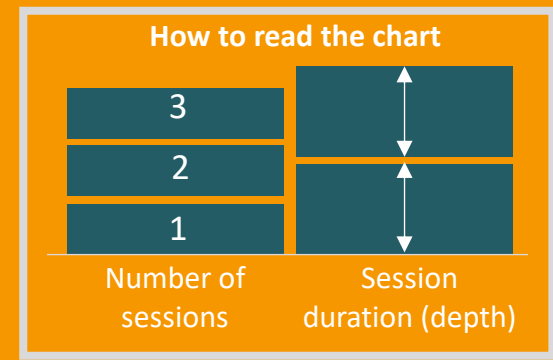 How to read the chart
3
2
1
Number of
sessions
Session
duration (depth)